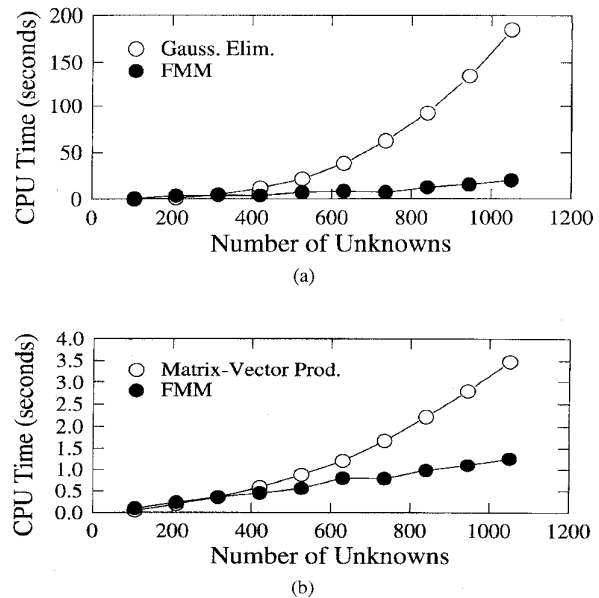 200
150
100
50
0
CPU Time (seconds)
Gauss. Elim.
FMM
0 200 400 600 800 1000 1200
Number of Unknowns
(a)
4.0
3.5
3.0
2.5
2.0
1.5
1.0
0.5
0.0
CPU Time (seconds)
Matrix-Vector Prod.
FMM
0 200 400 600 800 1000 1200
Number of Unknowns
(b)